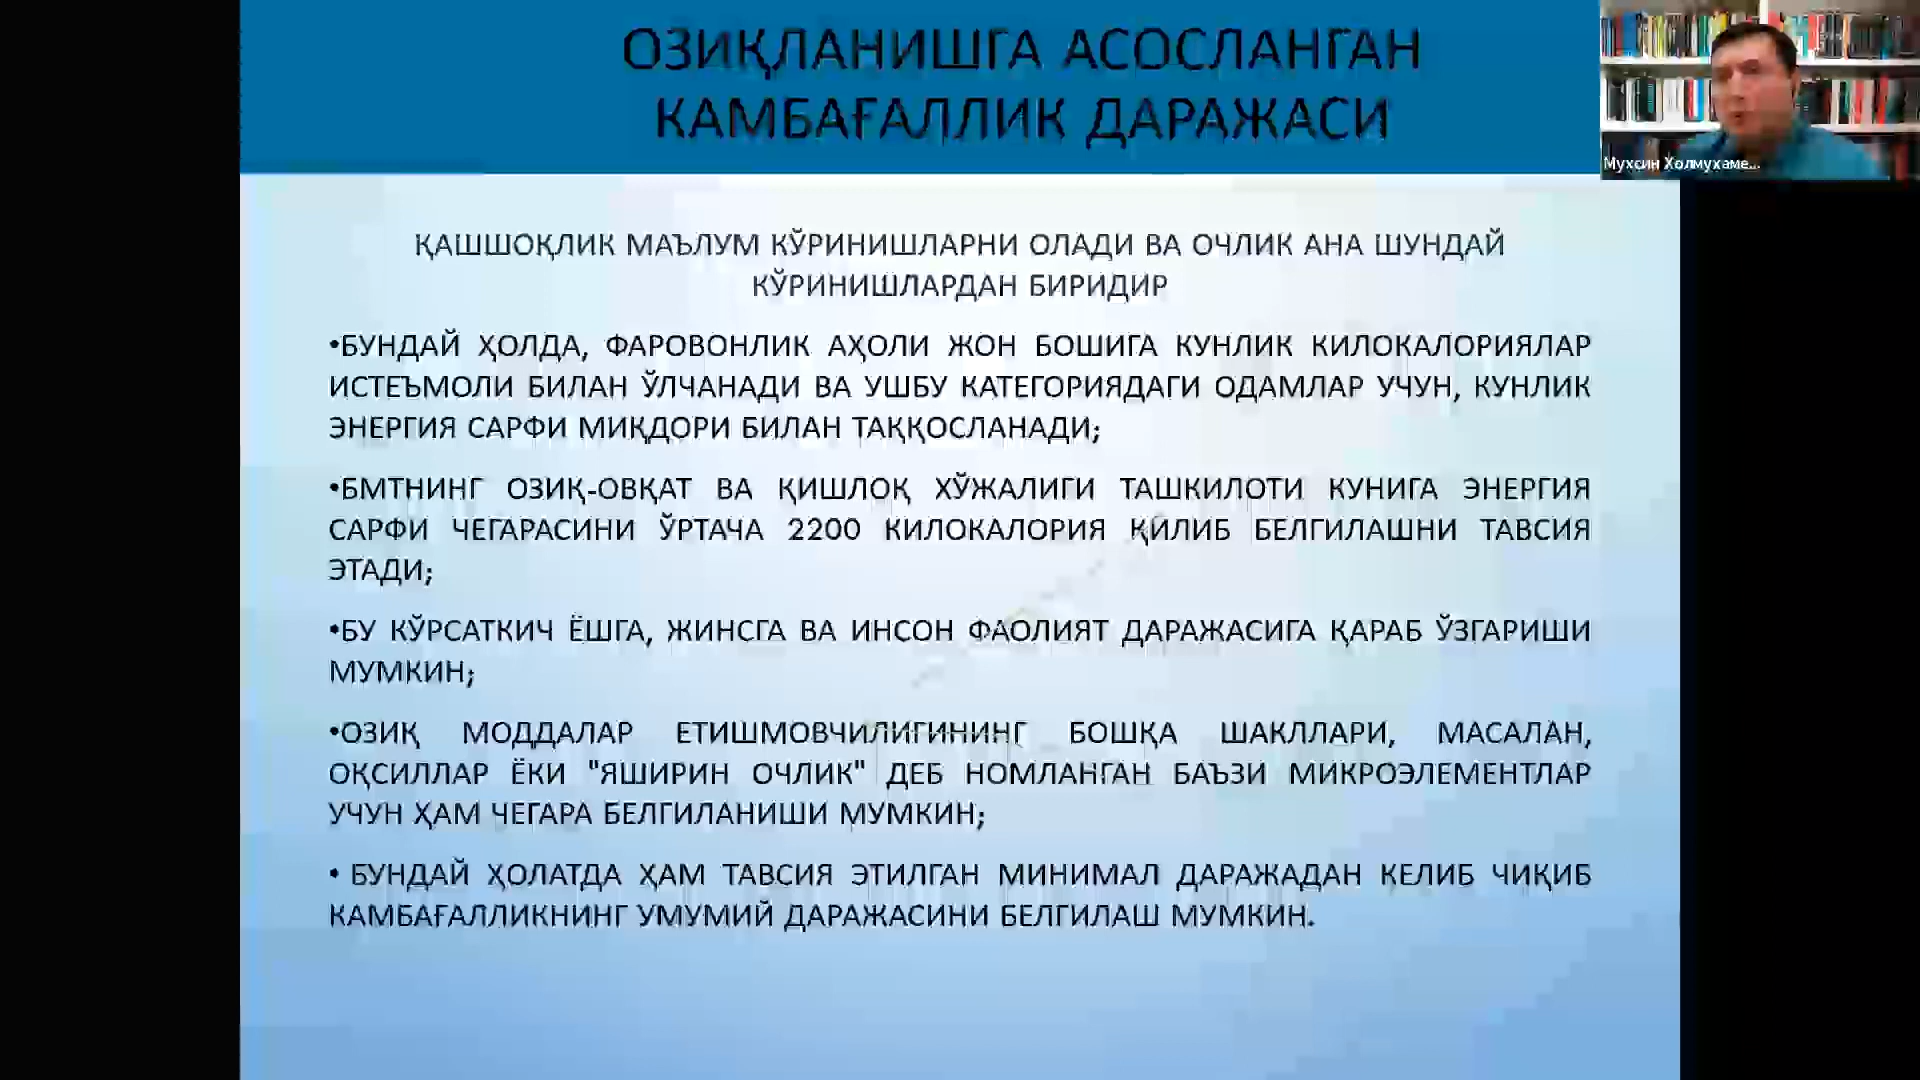 ОЗИҚЛАНИШГА АСОСЛАНГАН
КАМБАҒАЛЛИК ДАРАЖАСИ
Мухсин Холмухаме...
ҚАШШОҚЛИК МАЪЛУМ КЎРИНИШЛАРНИ ОЛАДИ ВА ОЧЛИК АНА ШУНДАЙ
КЎРИНИШЛАРДАН БИРИДИР
•БУНДАЙ ҲОЛДА, ФАРОВОНЛИК АҲОЛИ ЖОН БОШИГА КУНЛИК КИЛОКАЛОРИЯЛАР
ИСТЕЪМОЛИ БИЛАН ЎЛЧАНАДИ ВА УШБУ КАТЕГОРИЯДАГИ ОДАМЛАР УЧУН, КУНЛИК
ЭНЕРГИЯ САРФИ МИҚДОРИ БИЛАН ТАҚҚОСЛАНАДИ;
•БМТНИНГ ОЗИҚ-ОВҚАТ ВА ҚИШЛОҚ ХЎЖАЛИГИ ТАШКИЛОТИ КУНИГА ЭНЕРГИЯ
САРФИ ЧЕГАРАСИНИ ЎРТАЧА 2200 КИЛОКАЛОРИЯ ҚИЛИБ БЕЛГИЛАШНИ ТАВСИЯ
ЭТАДИ;
•БУ КЎРСАТКИЧ ЁШГА, ЖИНСГА ВА ИНСОН ФАОЛИЯТ ДАРАЖАСИГА ҚАРАБ ЎЗГАРИШИ
МУМКИН;
•ОЗИҚ МОДДАЛАР ЕТИШМОВЧИЛИГИНИНГ БОШҚА ШАКЛЛАРИ, МАСАЛАН,
ОҚСИЛЛАР ЁКИ "ЯШИРИН ОЧЛИК" ДЕБ НОМЛАНГАН БАЪЗИ МИКРОЭЛЕМЕНТЛАР
УЧУН ҲАМ ЧЕГАРА БЕЛГИЛАНИШИ МУМКИН;
• БУНДАЙ ҲОЛАТДА ҲАМ ТАВСИЯ ЭТИЛГАН МИНИМАЛ ДАРАЖАДАН КЕЛИБ ЧИҚИБ
КАМБАҒАЛЛИКНИНГ УМУМИЙ ДАРАЖАСИНИ БЕЛГИЛАШ МУМКИН.